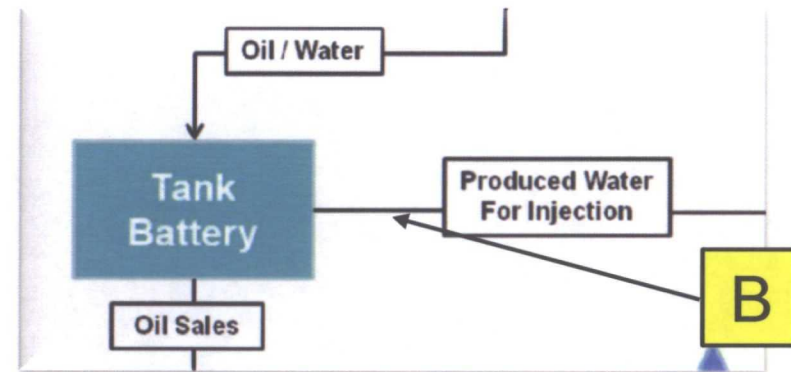 Oil / Water
Tank
Battery
Produced Water
For Injection
B
Oil Sales